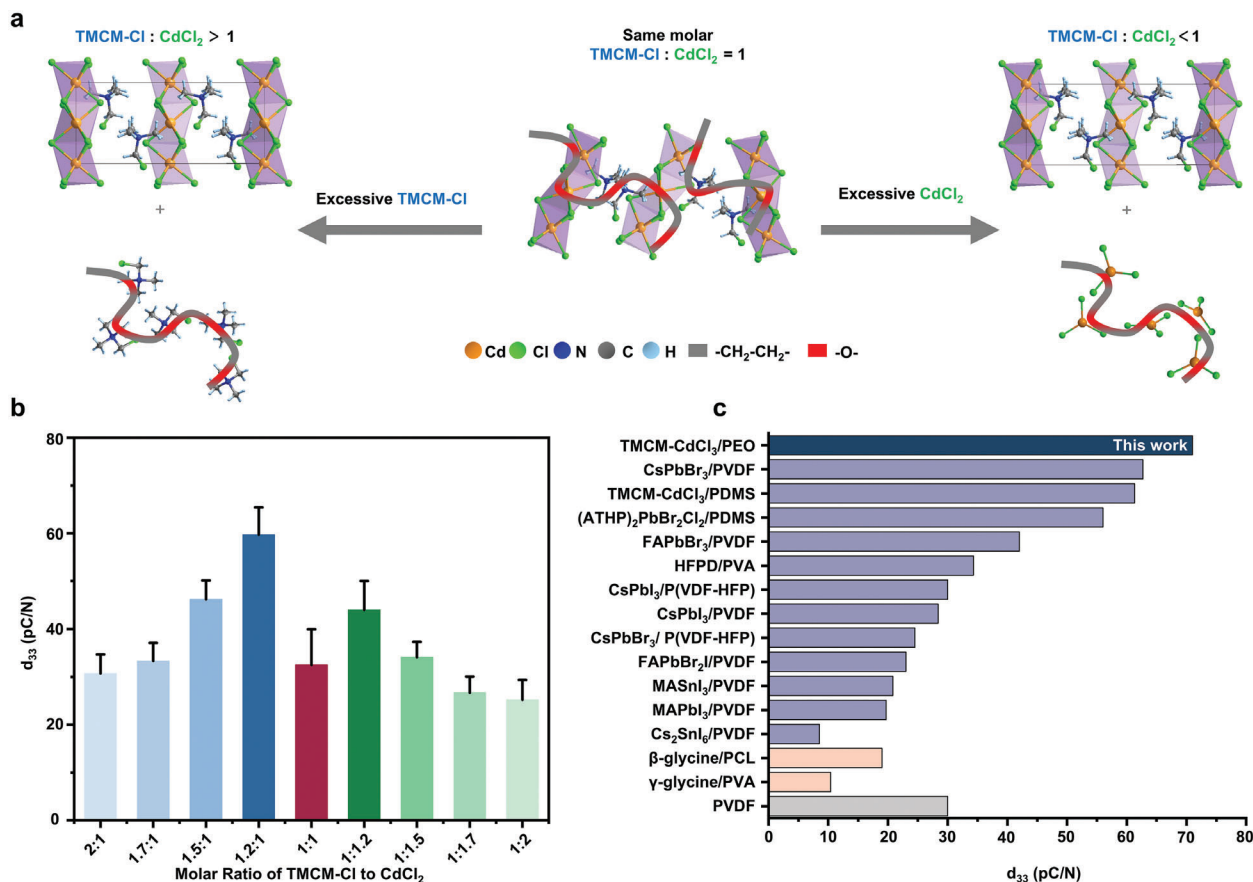 a
TMCM-Cl : CdCl₂ > 1
Same molar
TMCM-Cl : CdCl₂ = 1
TMCM-Cl : CdCl₂ < 1
Excessive TMCM-Cl
Excessive CdCl₂
+
+
Cd Cl N C H -CH₂-CH₂- -O-
b
d₃₃ (pC/N)
80
60
40
20
0
2:1 1.7:1 1.5:1 1.2:1 1:1 1:1.2 1:1.5 1:1.7 1:2
Molar Ratio of TMCM-Cl to CdCl₂
c
TMCM-CdCl₃/PEO This work
CsPbBr₃/PVDF
TMCM-CdCl₃/PDMS
(ATHP)₂PbBr₂Cl₂/PDMS
FAPbBr₃/PVDF
HFPD/PVA
CsPbI₃/P(VDF-HFP)
CsPbI₃/PVDF
CsPbBr₃/ P(VDF-HFP)
FAPbBr₂I/PVDF
MASnI₃/PVDF
MAPbI₃/PVDF
Cs₂SnI₆/PVDF
β-glycine/PCL
γ-glycine/PVA
PVDF
0 10 20 30 40 50 60 70 80
d₃₃ (pC/N)